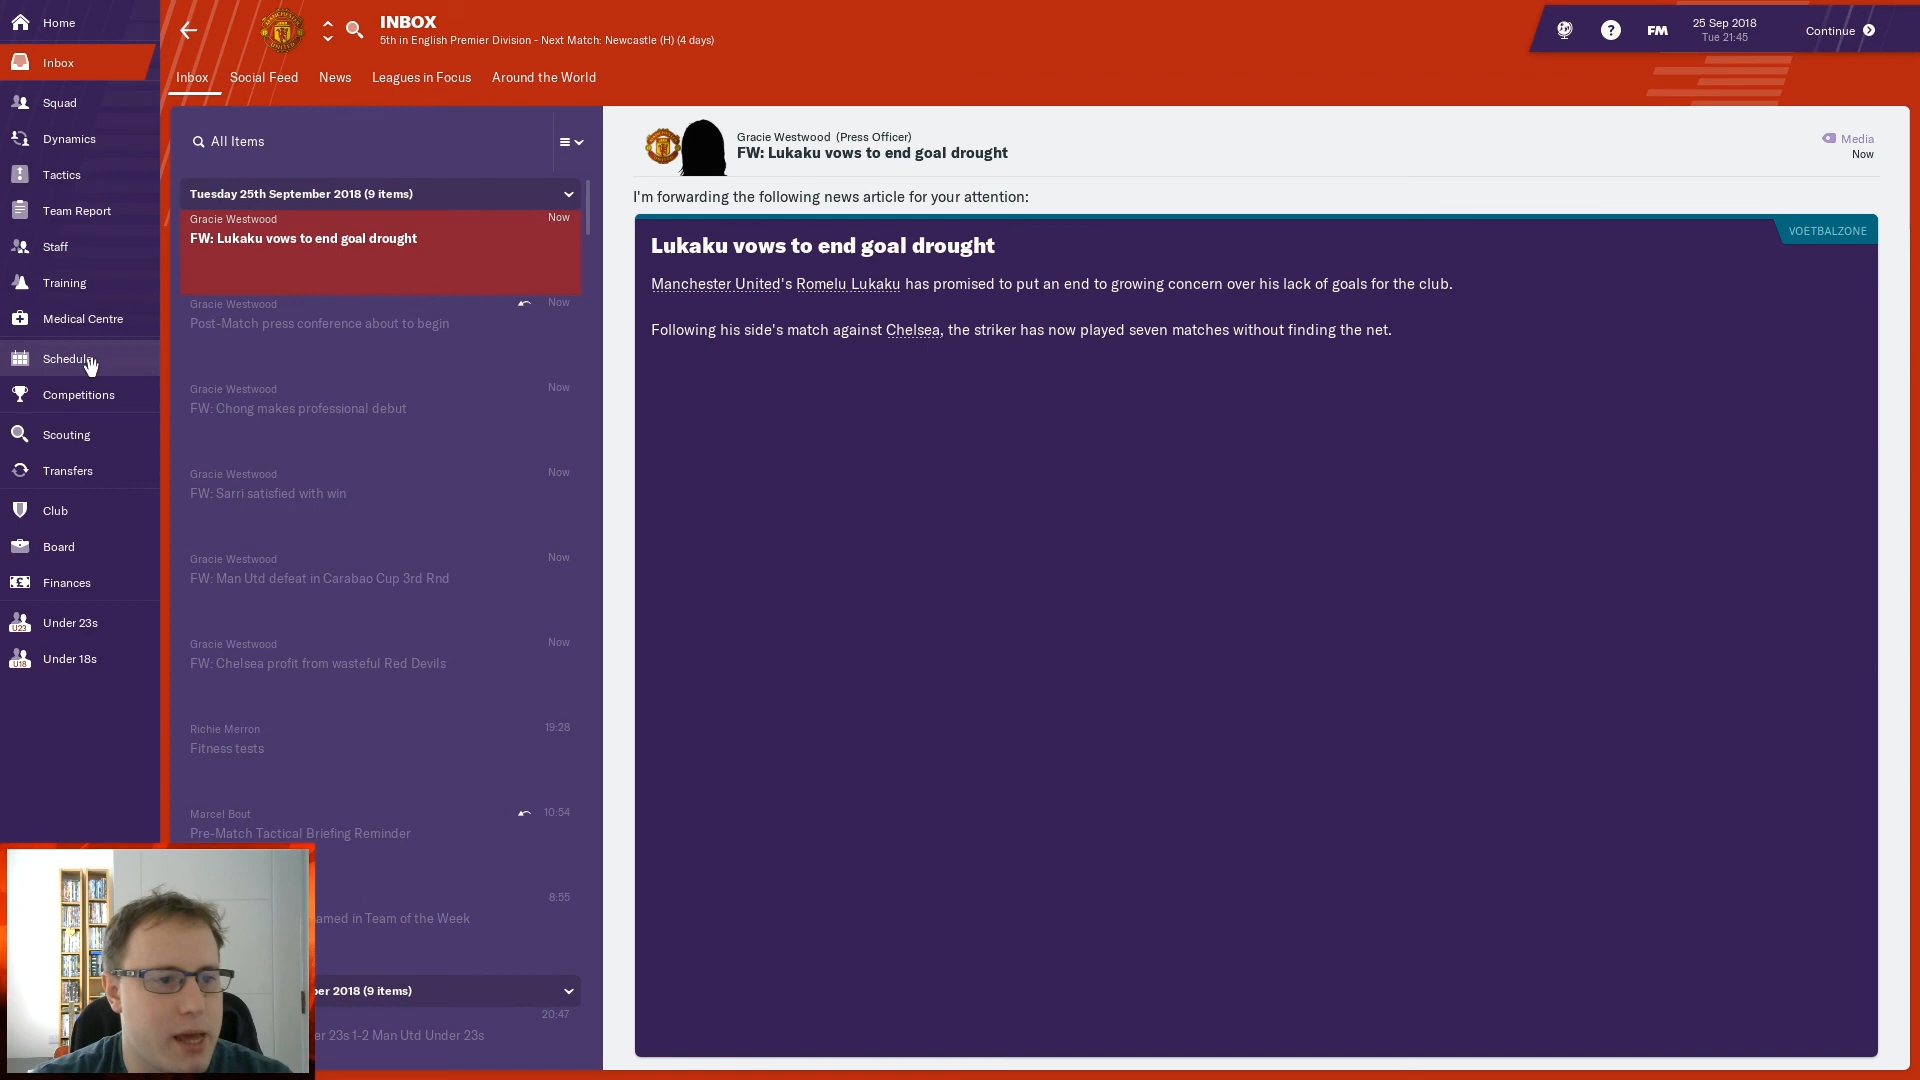 Home
Inbox
Squad
Dynamics
Tactics
Team Report
Staff
Training
Medical Centre
Schedule
Competitions
Scouting
Transfers
Club
Board
Finances
U23
Under 23s
U18
Under 18s
INBOX
5th in English Premier Division - Next Match: Newcastle (H) (4 days)
FM
25 Sep 2018
Tue 21:45
Continue
Inbox
Social Feed
News
Leagues in Focus
Around the World
All Items
Tuesday 25th September 2018 (9 items)
Gracie Westwood
Now
FW: Lukaku vows to end goal drought
Gracie Westwood
Now
Post-Match press conference about to begin
Gracie Westwood
Now
FW: Chong makes professional debut
Gracie Westwood
Now
FW: Sarri satisfied with win
Gracie Westwood
Now
FW: Man Utd defeat in Carabao Cup 3rd Rnd
Gracie Westwood
Now
FW: Chelsea profit from wasteful Red Devils
Richie Merron
19:28
Fitness tests
Marcel Bout
10:54
Pre-Match Tactical Briefing Reminder
8:55
amed in Team of the Week
ber 2018 (9 items)
20:47
er 23s 1-2 Man Utd Under 23s
Gracie Westwood (Press Officer)
FW: Lukaku vows to end goal drought
Media
Now
I'm forwarding the following news article for your attention:
VOETBALZONE
Lukaku vows to end goal drought
Manchester United's Romelu Lukaku has promised to put an end to growing concern over his lack of goals for the club.
Following his side's match against Chelsea, the striker has now played seven matches without finding the net.